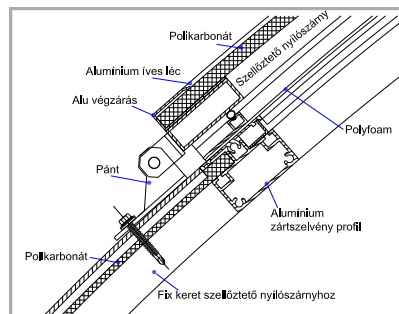 Polikarbonát
Szellőztető nyílószárny
Alumínium íves léc
Alu végzárás
Polyfoam
Pánt
Alumínium
zártszelvény profil
Polikarbonát
Fix keret szellőztető nyílószárnyhoz